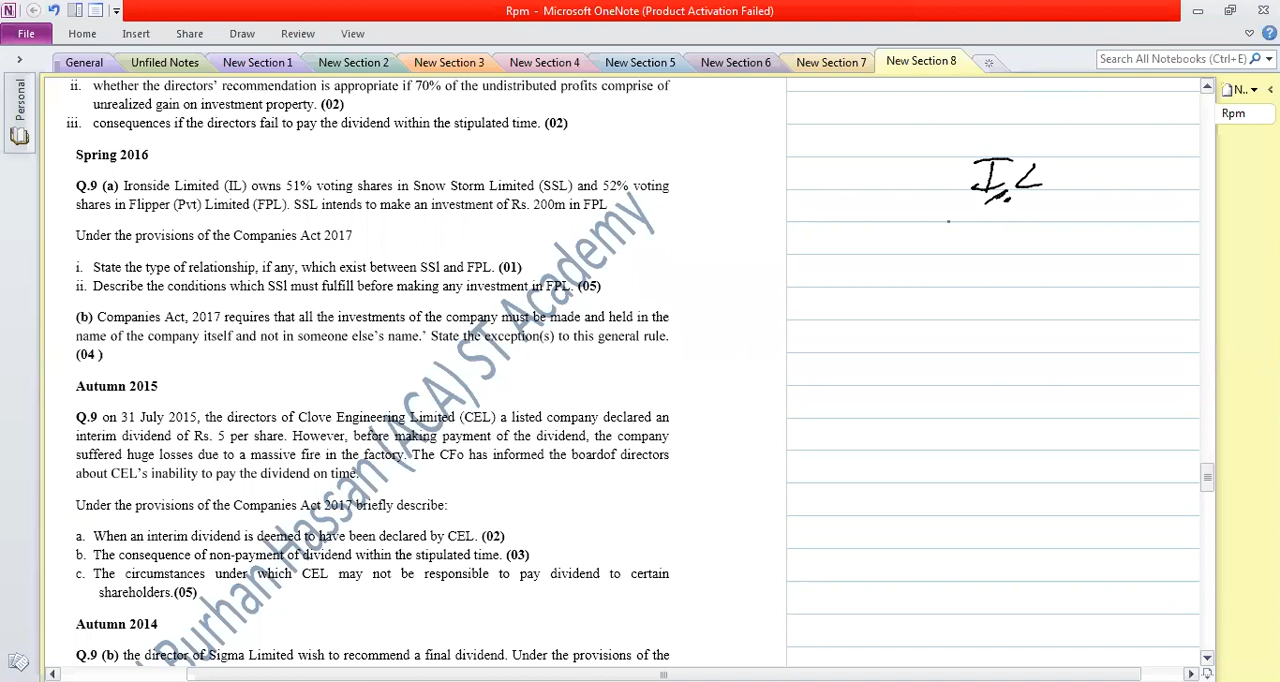 Rpm - Microsoft OneNote (Product Activation Failed)
File Home Insert Share Draw Review View
General Unfiled Notes New Section 1 New Section 2 New Section 3 New Section 4 New Section 5 New Section 6 New Section 7 New Section 8 Search All Notebooks (Ctrl+E)
Personal
N..
Rpm
ii. whether the directors' recommendation is appropriate if 70% of the undistributed profits comprise of
unrealized gain on investment property. (02)
iii. consequences if the directors fail to pay the dividend within the stipulated time. (02)
Spring 2016
Q.9 (a) Ironside Limited (IL) owns 51% voting shares in Snow Storm Limited (SSL) and 52% voting
shares in Flipper (Pvt) Limited (FPL). SSL intends to make an investment of Rs. 200m in FPL
Under the provisions of the Companies Act 2017
i. State the type of relationship, if any, which exist between SSl and FPL. (01)
ii. Describe the conditions which SSl must fulfill before making any investment in FPL. (05)
(b) Companies Act, 2017 requires that all the investments of the company must be made and held in the
name of the company itself and not in someone else's name.' State the exception(s) to this general rule.
(04 )
Autumn 2015
Q.9 on 31 July 2015, the directors of Clove Engineering Limited (CEL) a listed company declared an
interim dividend of Rs. 5 per share. However, before making payment of the dividend, the company
suffered huge losses due to a massive fire in the factory. The CFo has informed the boardof directors
about CEL's inability to pay the dividend on time.
Under the provisions of the Companies Act 2017 briefly describe:
a. When an interim dividend is deemed to have been declared by CEL. (02)
b. The consequence of non-payment of dividend within the stipulated time. (03)
c. The circumstances under which CEL may not be responsible to pay dividend to certain
shareholders.(05)
Autumn 2014
Q.9 (b) the director of Sigma Limited wish to recommend a final dividend. Under the provisions of the
Burhan Hassan (ACA) ST Academy
IL